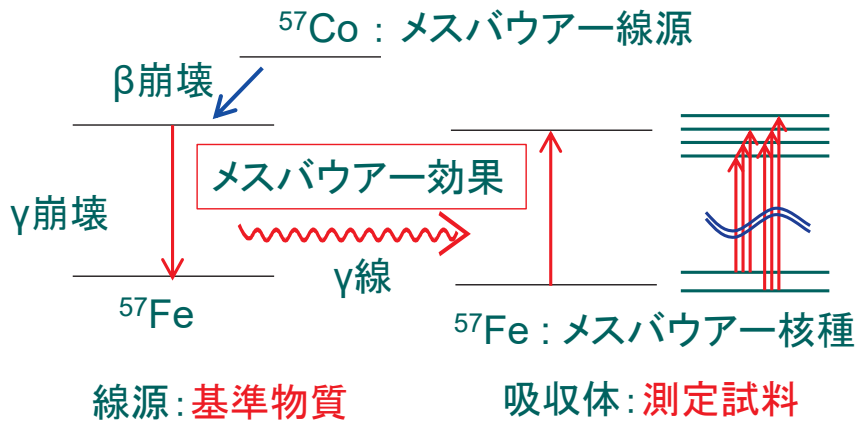 ⁵⁷Co : メスバウアー線源
β崩壊
メスバウアー効果
γ崩壊
γ線
⁵⁷Fe
⁵⁷Fe : メスバウアー核種
線源:基準物質
吸収体:測定試料